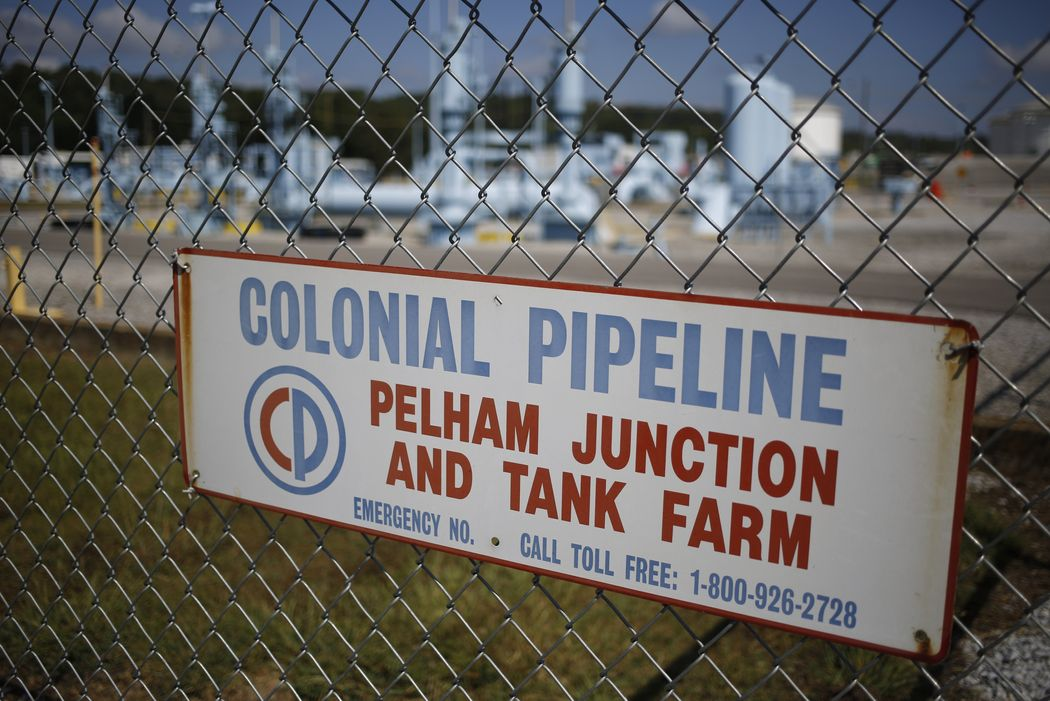 COLONIAL PIPELINE
CP
PELHAM JUNCTION
AND TANK FARM
EMERGENCY NO. CALL TOLL FREE: 1-800-926-2728